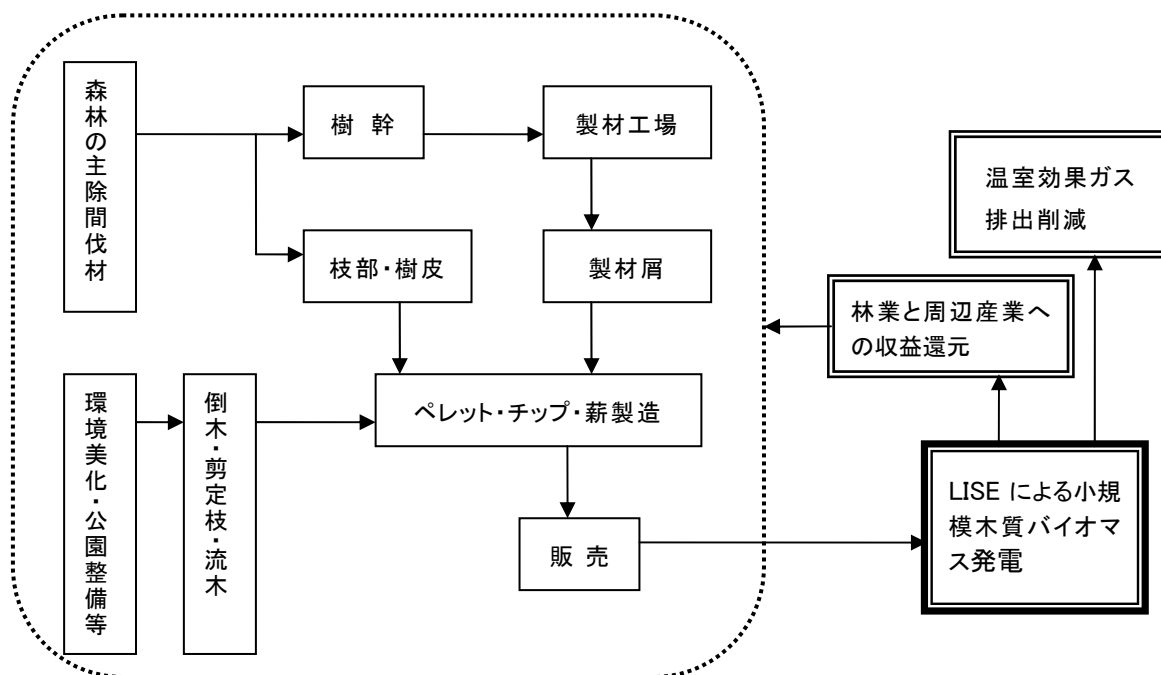 森林の主除間伐材
樹 幹
製材工場
枝部・樹皮
製材屑
環境美化・公園整備等
倒木・剪定枝・流木
ペレット・チップ・薪製造
販 売
温室効果ガス
排出削減
林業と周辺産業へ
の収益還元
LISE による小規
模木質バイオマ
ス発電